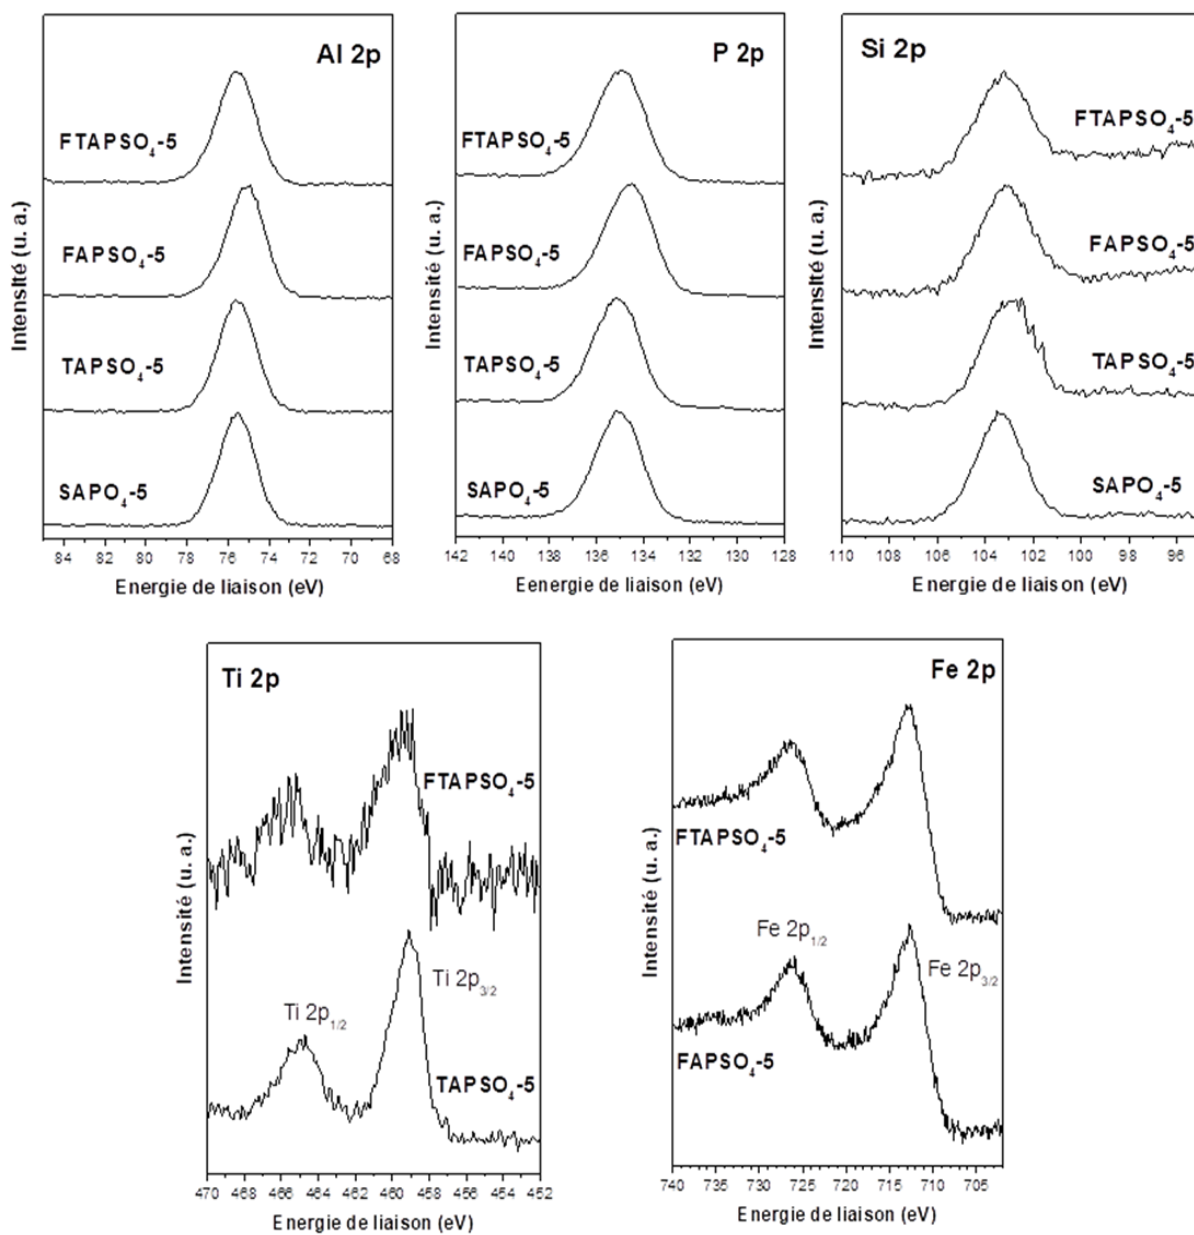 Al 2p
FTAPSO4-5
FAPSO4-5
TAPSO4-5
SAPO4-5
Intensité (u. a.)
84 82 80 78 76 74 72 70 68
Energie de liaison (eV)
P 2p
FTAPSO4-5
FAPSO4-5
TAPSO4-5
SAPO4-5
Intensité (u. a.)
142 140 138 136 134 132 130 128
Eenergie de liaison (eV)
Si 2p
FTAPSO4-5
FAPSO4-5
TAPSO4-5
SAPO4-5
Intensité (u. a.)
110 108 106 104 102 100 98 96
Energie de liaison (eV)
Ti 2p
FTAPSO4-5
Ti 2p3/2
Ti 2p1/2
TAPSO4-5
Intensité (u. a.)
470 468 466 464 462 460 458 456 454 452
Energie de liaison (eV)
Fe 2p
FTAPSO4-5
Fe 2p1/2
Fe 2p3/2
FAPSO4-5
Intensité (u. a.)
740 735 730 725 720 715 710 705
Energie de liaison (eV)